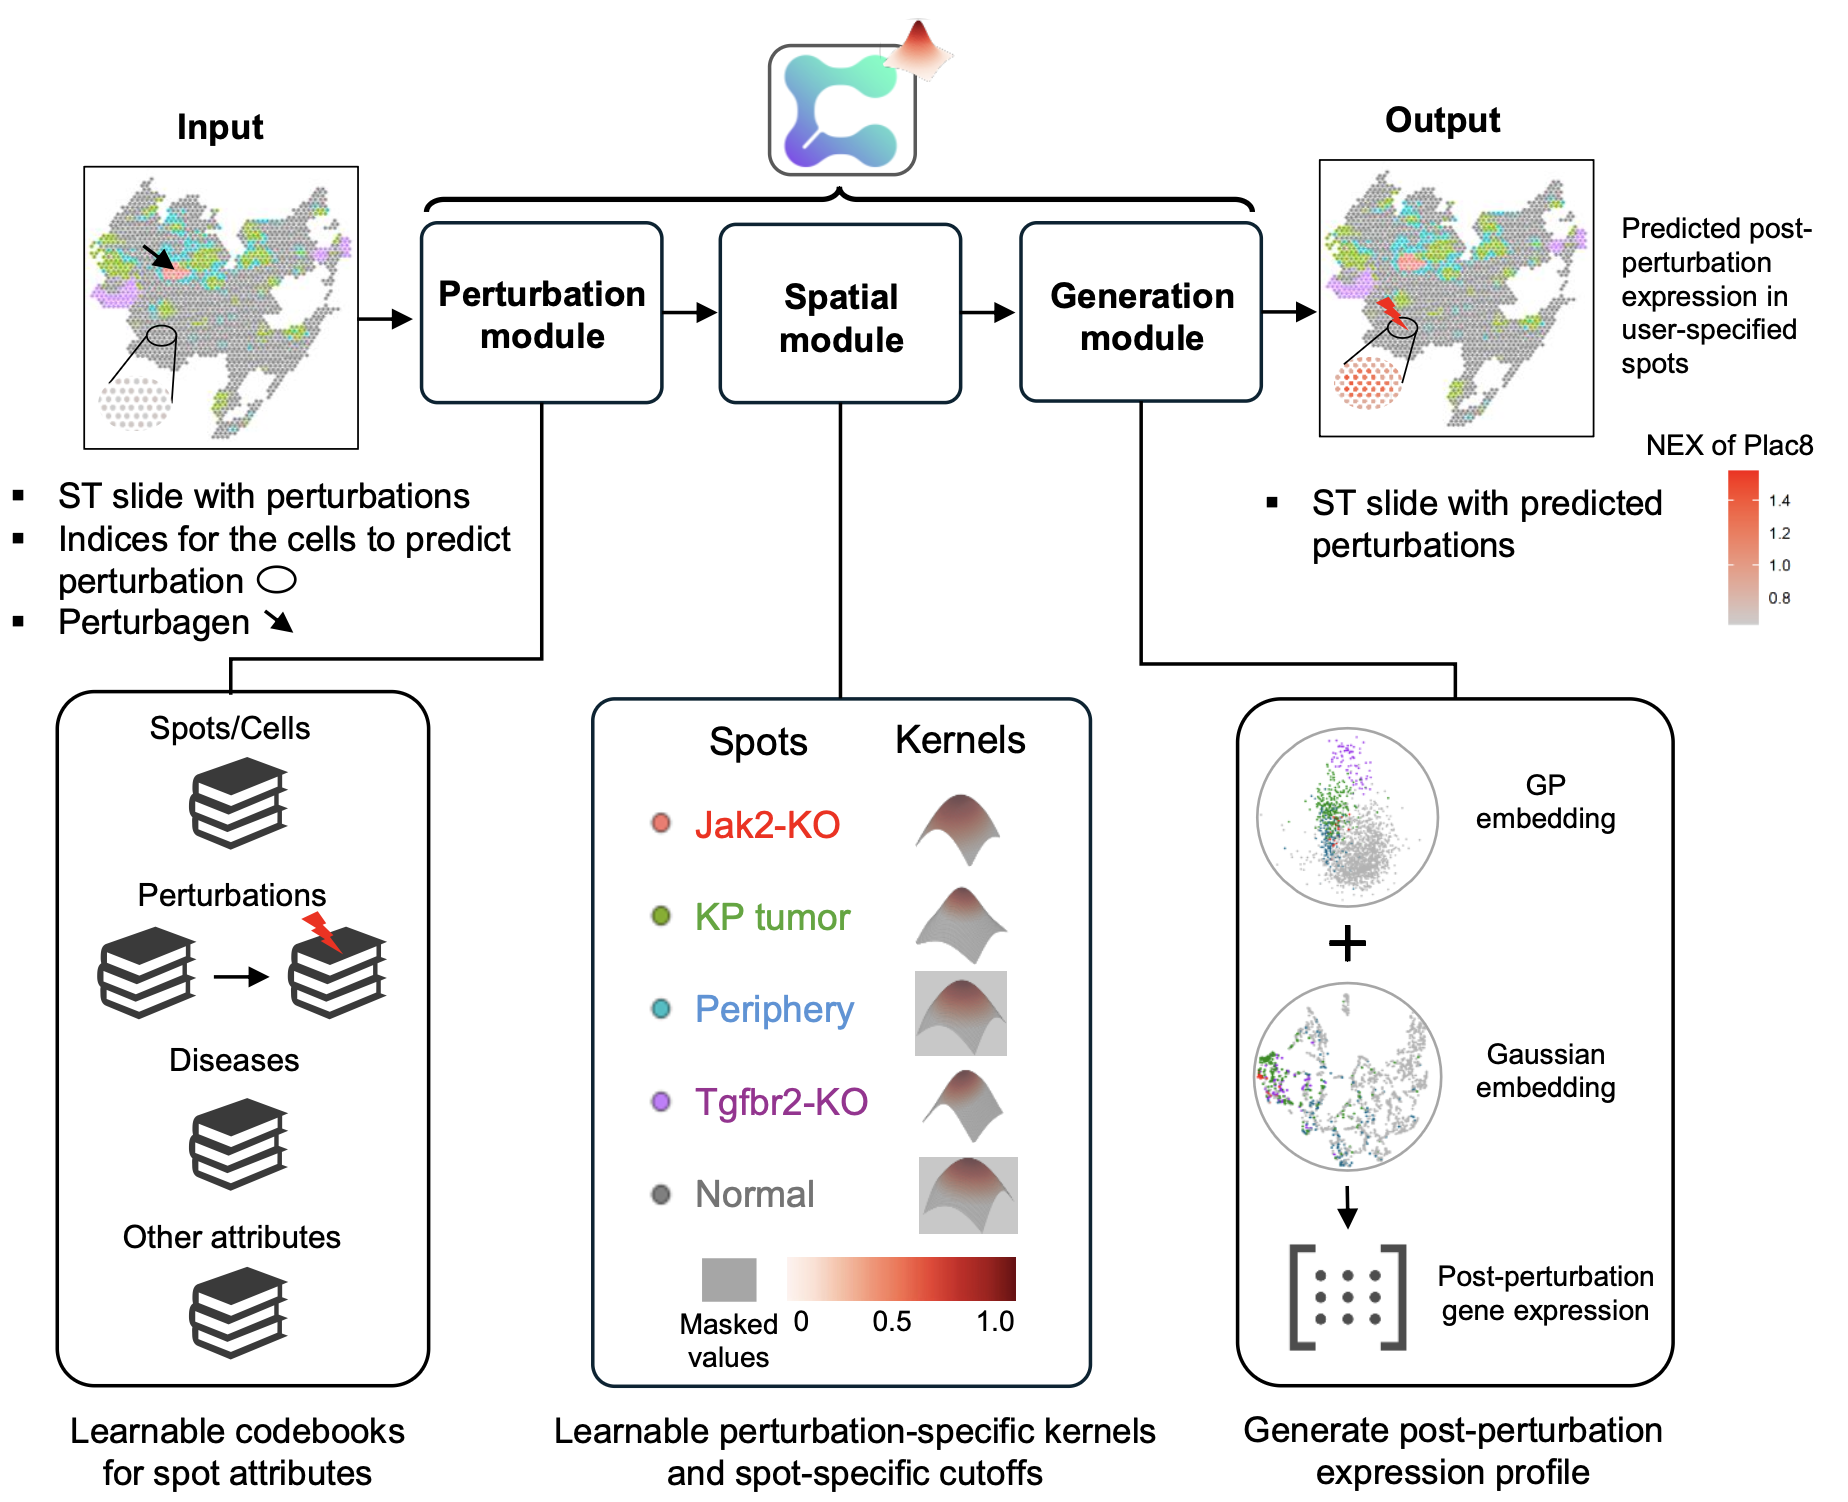 Input
Output
Perturbation
module
Spatial
module
Generation
module
Predicted post-
perturbation
expression in
user-specified
spots
NEX of Plac8
1.4
1.2
1.0
0.8
▪ ST slide with perturbations
▪ Indices for the cells to predict
perturbation
▪ Perturbagen
▪ ST slide with predicted
perturbations
Spots/Cells
Perturbations
Diseases
Other attributes
Learnable codebooks
for spot attributes
Spots Kernels
Jak2-KO
KP tumor
Periphery
Tgfbr2-KO
Normal
Masked
values
0 0.5 1.0
Learnable perturbation-specific kernels
and spot-specific cutoffs
GP
embedding
+
Gaussian
embedding
Post-perturbation
gene expression
Generate post-perturbation
expression profile